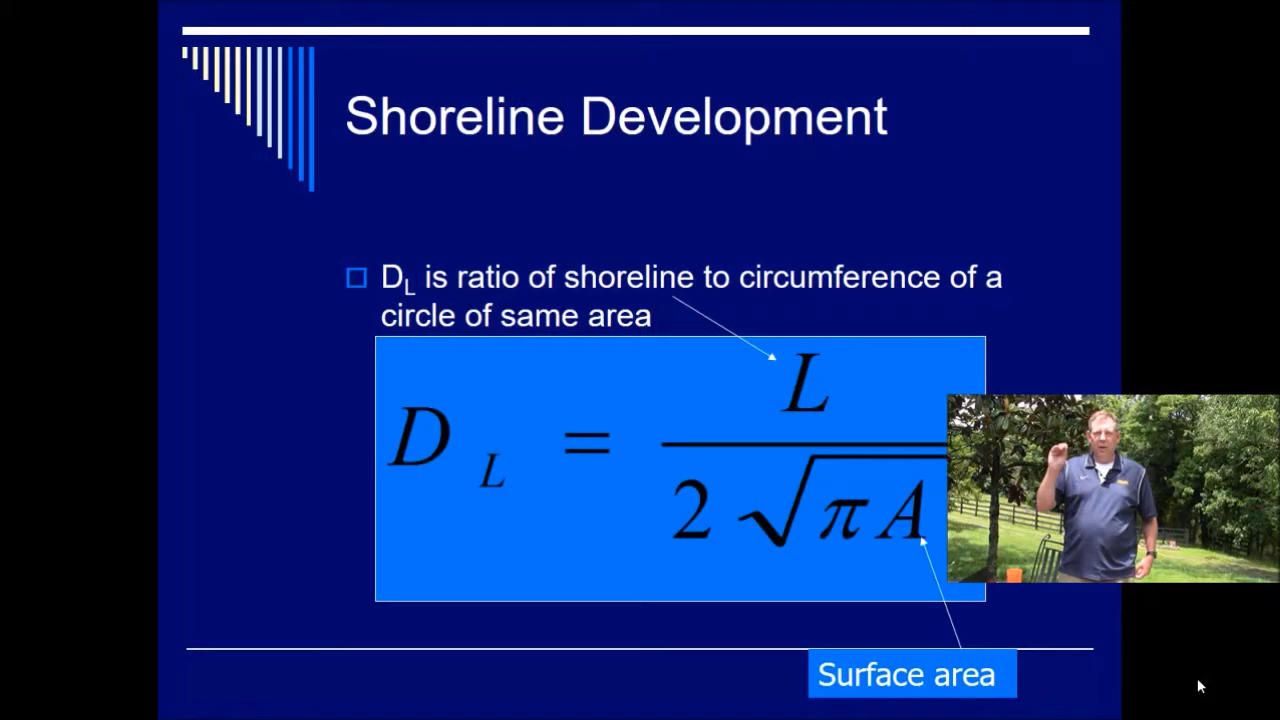 Shoreline Development
D_L is ratio of shoreline to circumference of a
circle of same area
D_L = L / (2√(πA))
Surface area